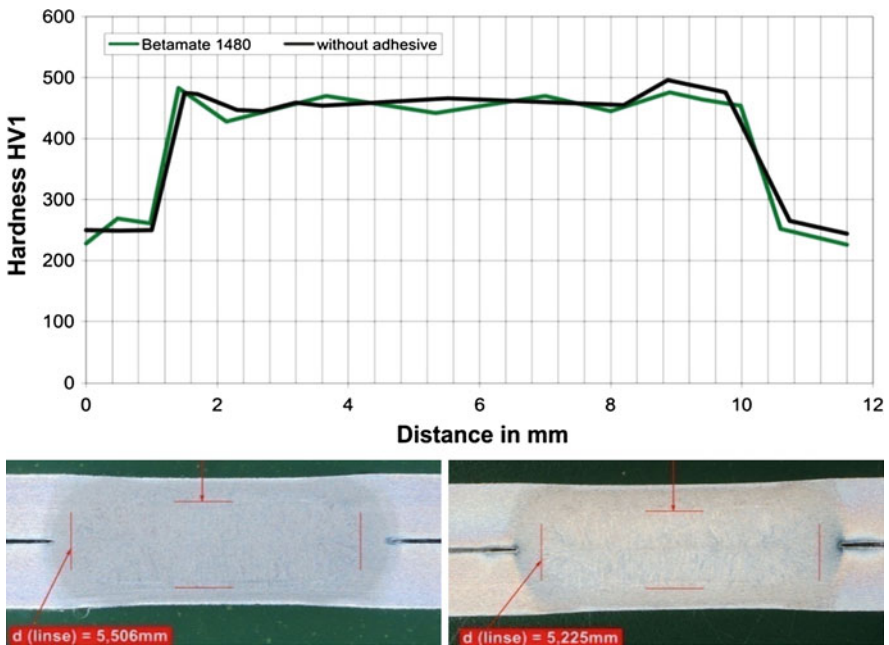 600
Betamate 1480
without adhesive
500
400
300
200
100
0
Hardness HV1
0 2 4 6 8 10 12
Distance in mm
d (linse) = 5,506mm
d (linse) = 5,225mm